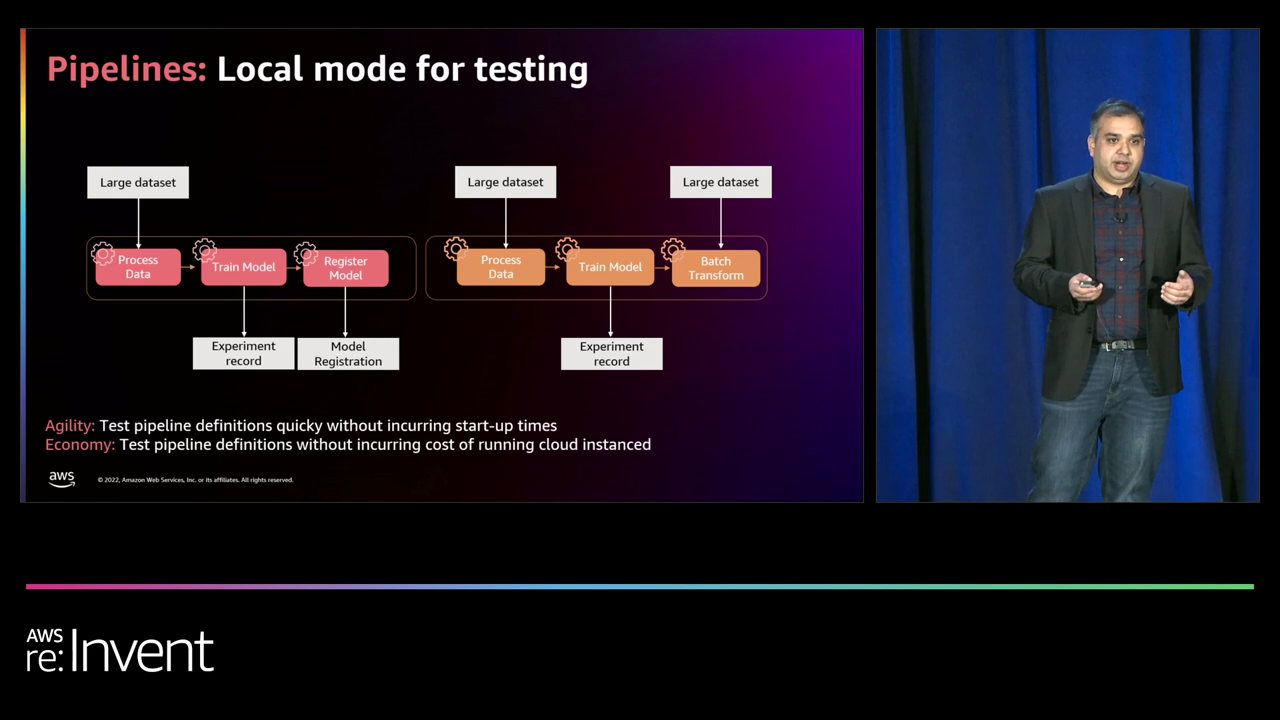 Pipelines: Local mode for testing
Large dataset
Large dataset
Large dataset
Process
Data
Train Model
Register
Model
Process
Data
Train Model
Batch
Transform
Experiment
record
Model
Registration
Experiment
record
Agility: Test pipeline definitions quicky without incurring start-up times
Economy: Test pipeline definitions without incurring cost of running cloud instanced
aws
© 2022, Amazon Web Services, Inc. or its affiliates. All rights reserved.
AWS
re:Invent